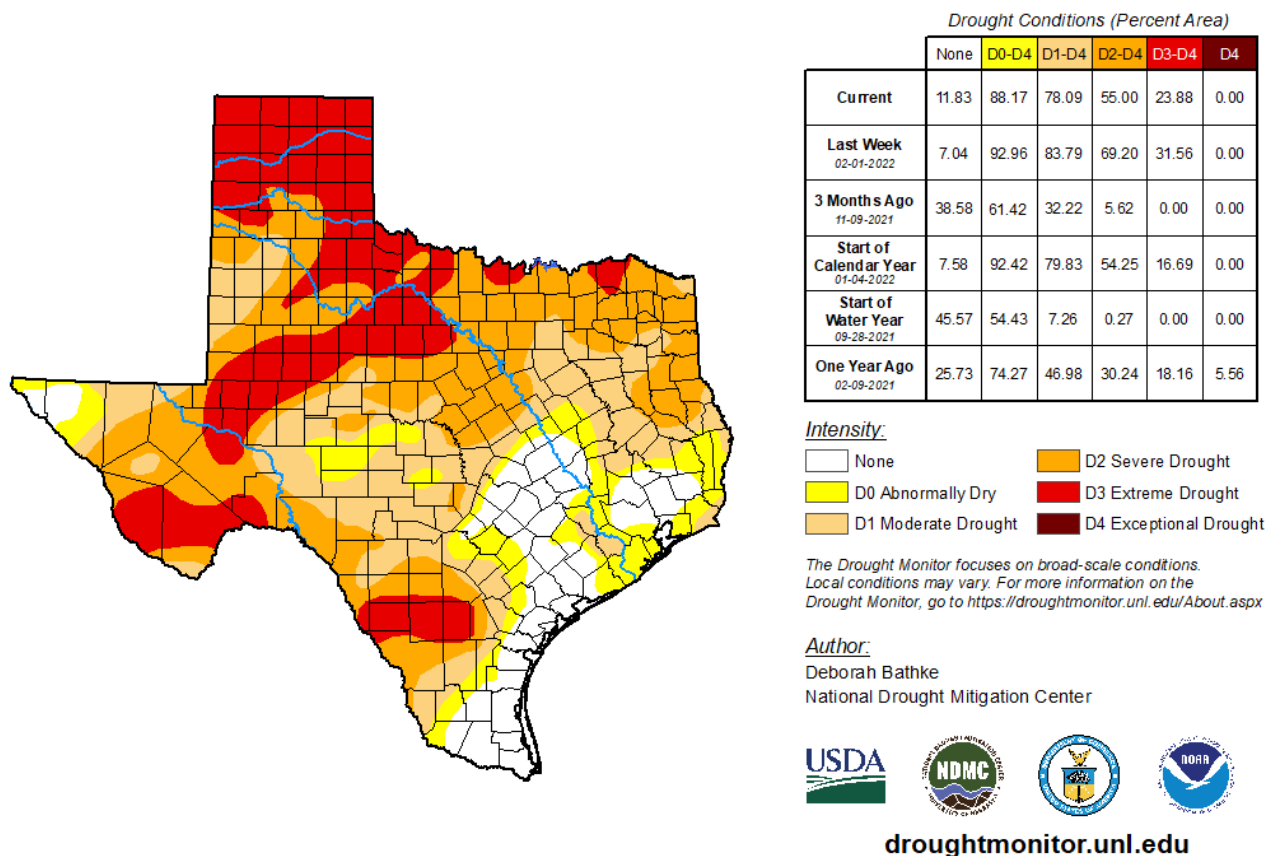 Drought Conditions (Percent Area)
None D0-D4 D1-D4 D2-D4 D3-D4 D4
Current 11.83 88.17 78.09 55.00 23.88 0.00
Last Week
02-01-2022 7.04 92.96 83.79 69.20 31.56 0.00
3 Months Ago
11-09-2021 38.58 61.42 32.22 5.62 0.00 0.00
Start of
Calendar Year
01-04-2022 7.58 92.42 79.83 54.25 16.69 0.00
Start of
Water Year
09-28-2021 45.57 54.43 7.26 0.27 0.00 0.00
One Year Ago
02-09-2021 25.73 74.27 46.98 30.24 18.16 5.56
Intensity:
None
D0 Abnormally Dry
D1 Moderate Drought
D2 Severe Drought
D3 Extreme Drought
D4 Exceptional Drought
The Drought Monitor focuses on broad-scale conditions.
Local conditions may vary. For more information on the
Drought Monitor, go to https://droughtmonitor.unl.edu/About.aspx
Author:
Deborah Bathke
National Drought Mitigation Center
USDA
NDMC
NOAA
droughtmonitor.unl.edu